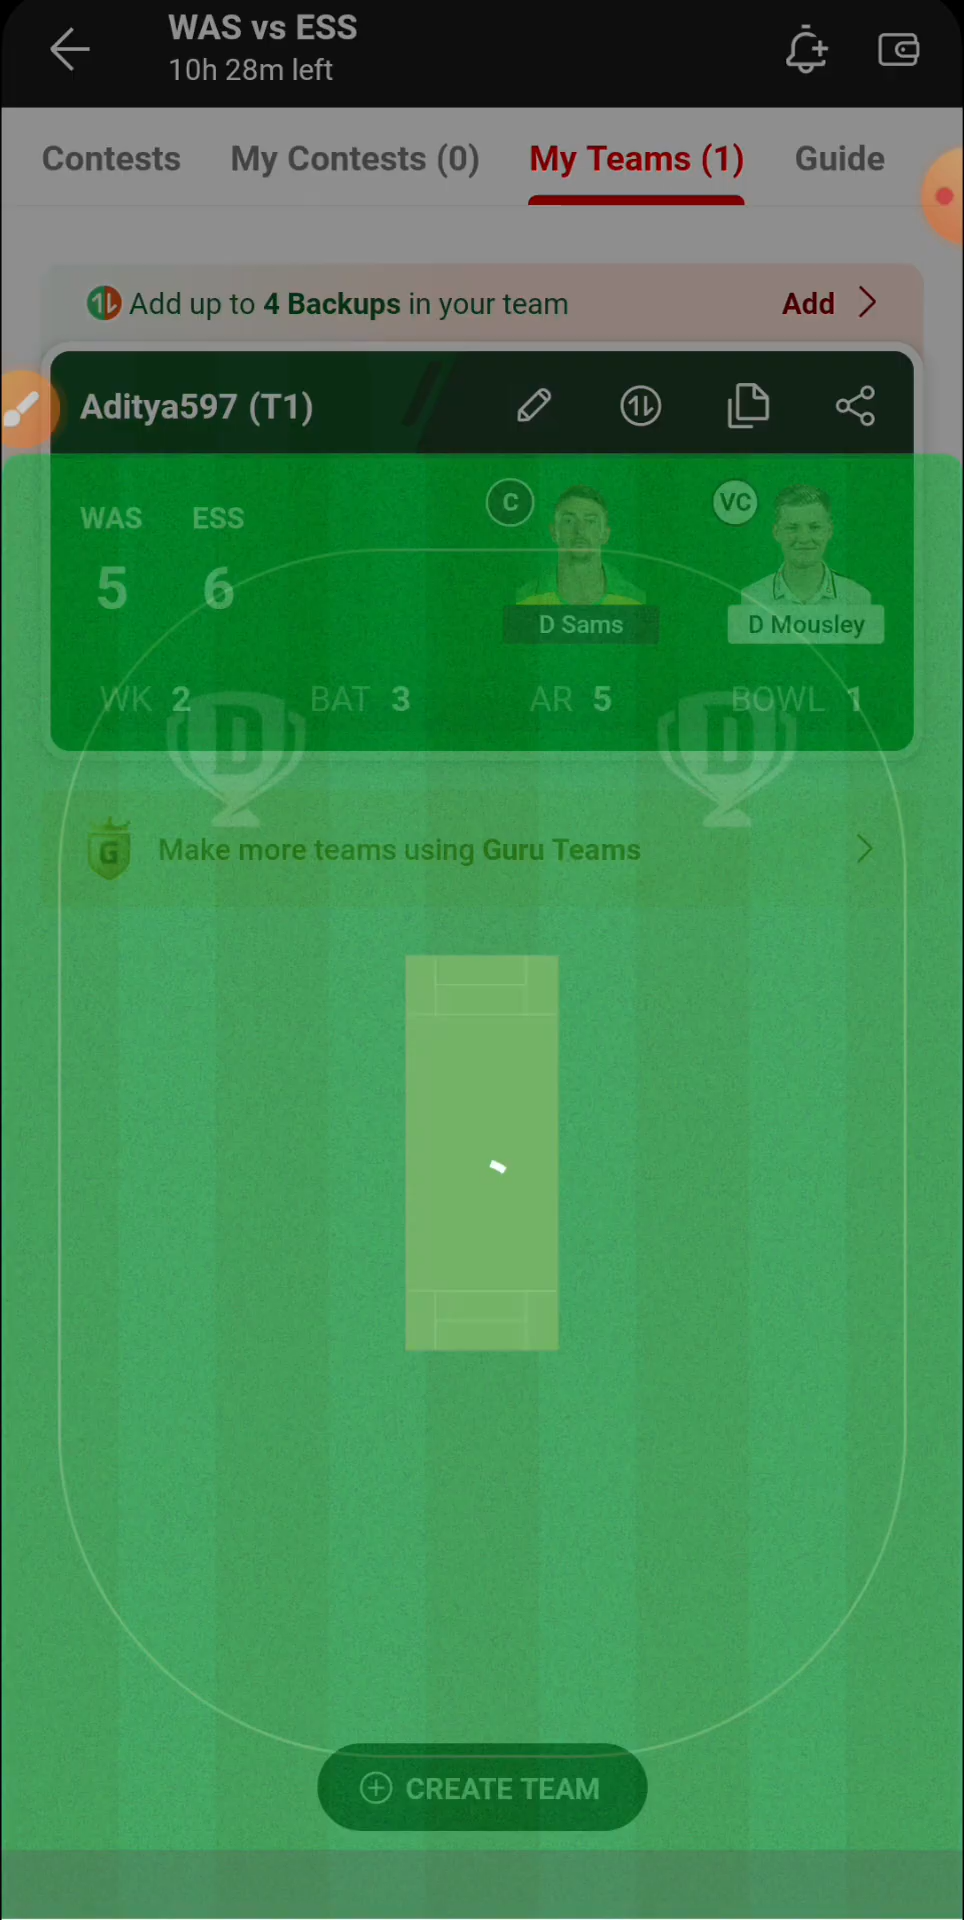 WAS vs ESS
10h 28m left
Contests My Contests (0) My Teams (1) Guide
Add up to 4 Backups in your team Add
Aditya597 (T1)
WAS ESS C VC
5 6
D Sams D Mousley
WK 2 BAT 3 AR 5 BOWL 1
D D
G Make more teams using Guru Teams
CREATE TEAM